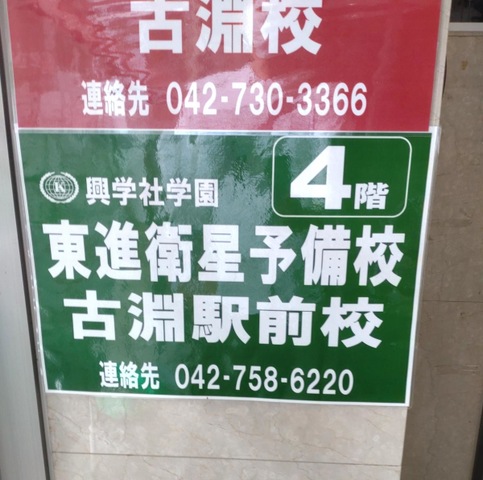 古淵校
連絡先 042-730-3366
K 興学社学園
4階
東進衛星予備校
古淵駅前校
連絡先 042-758-6220